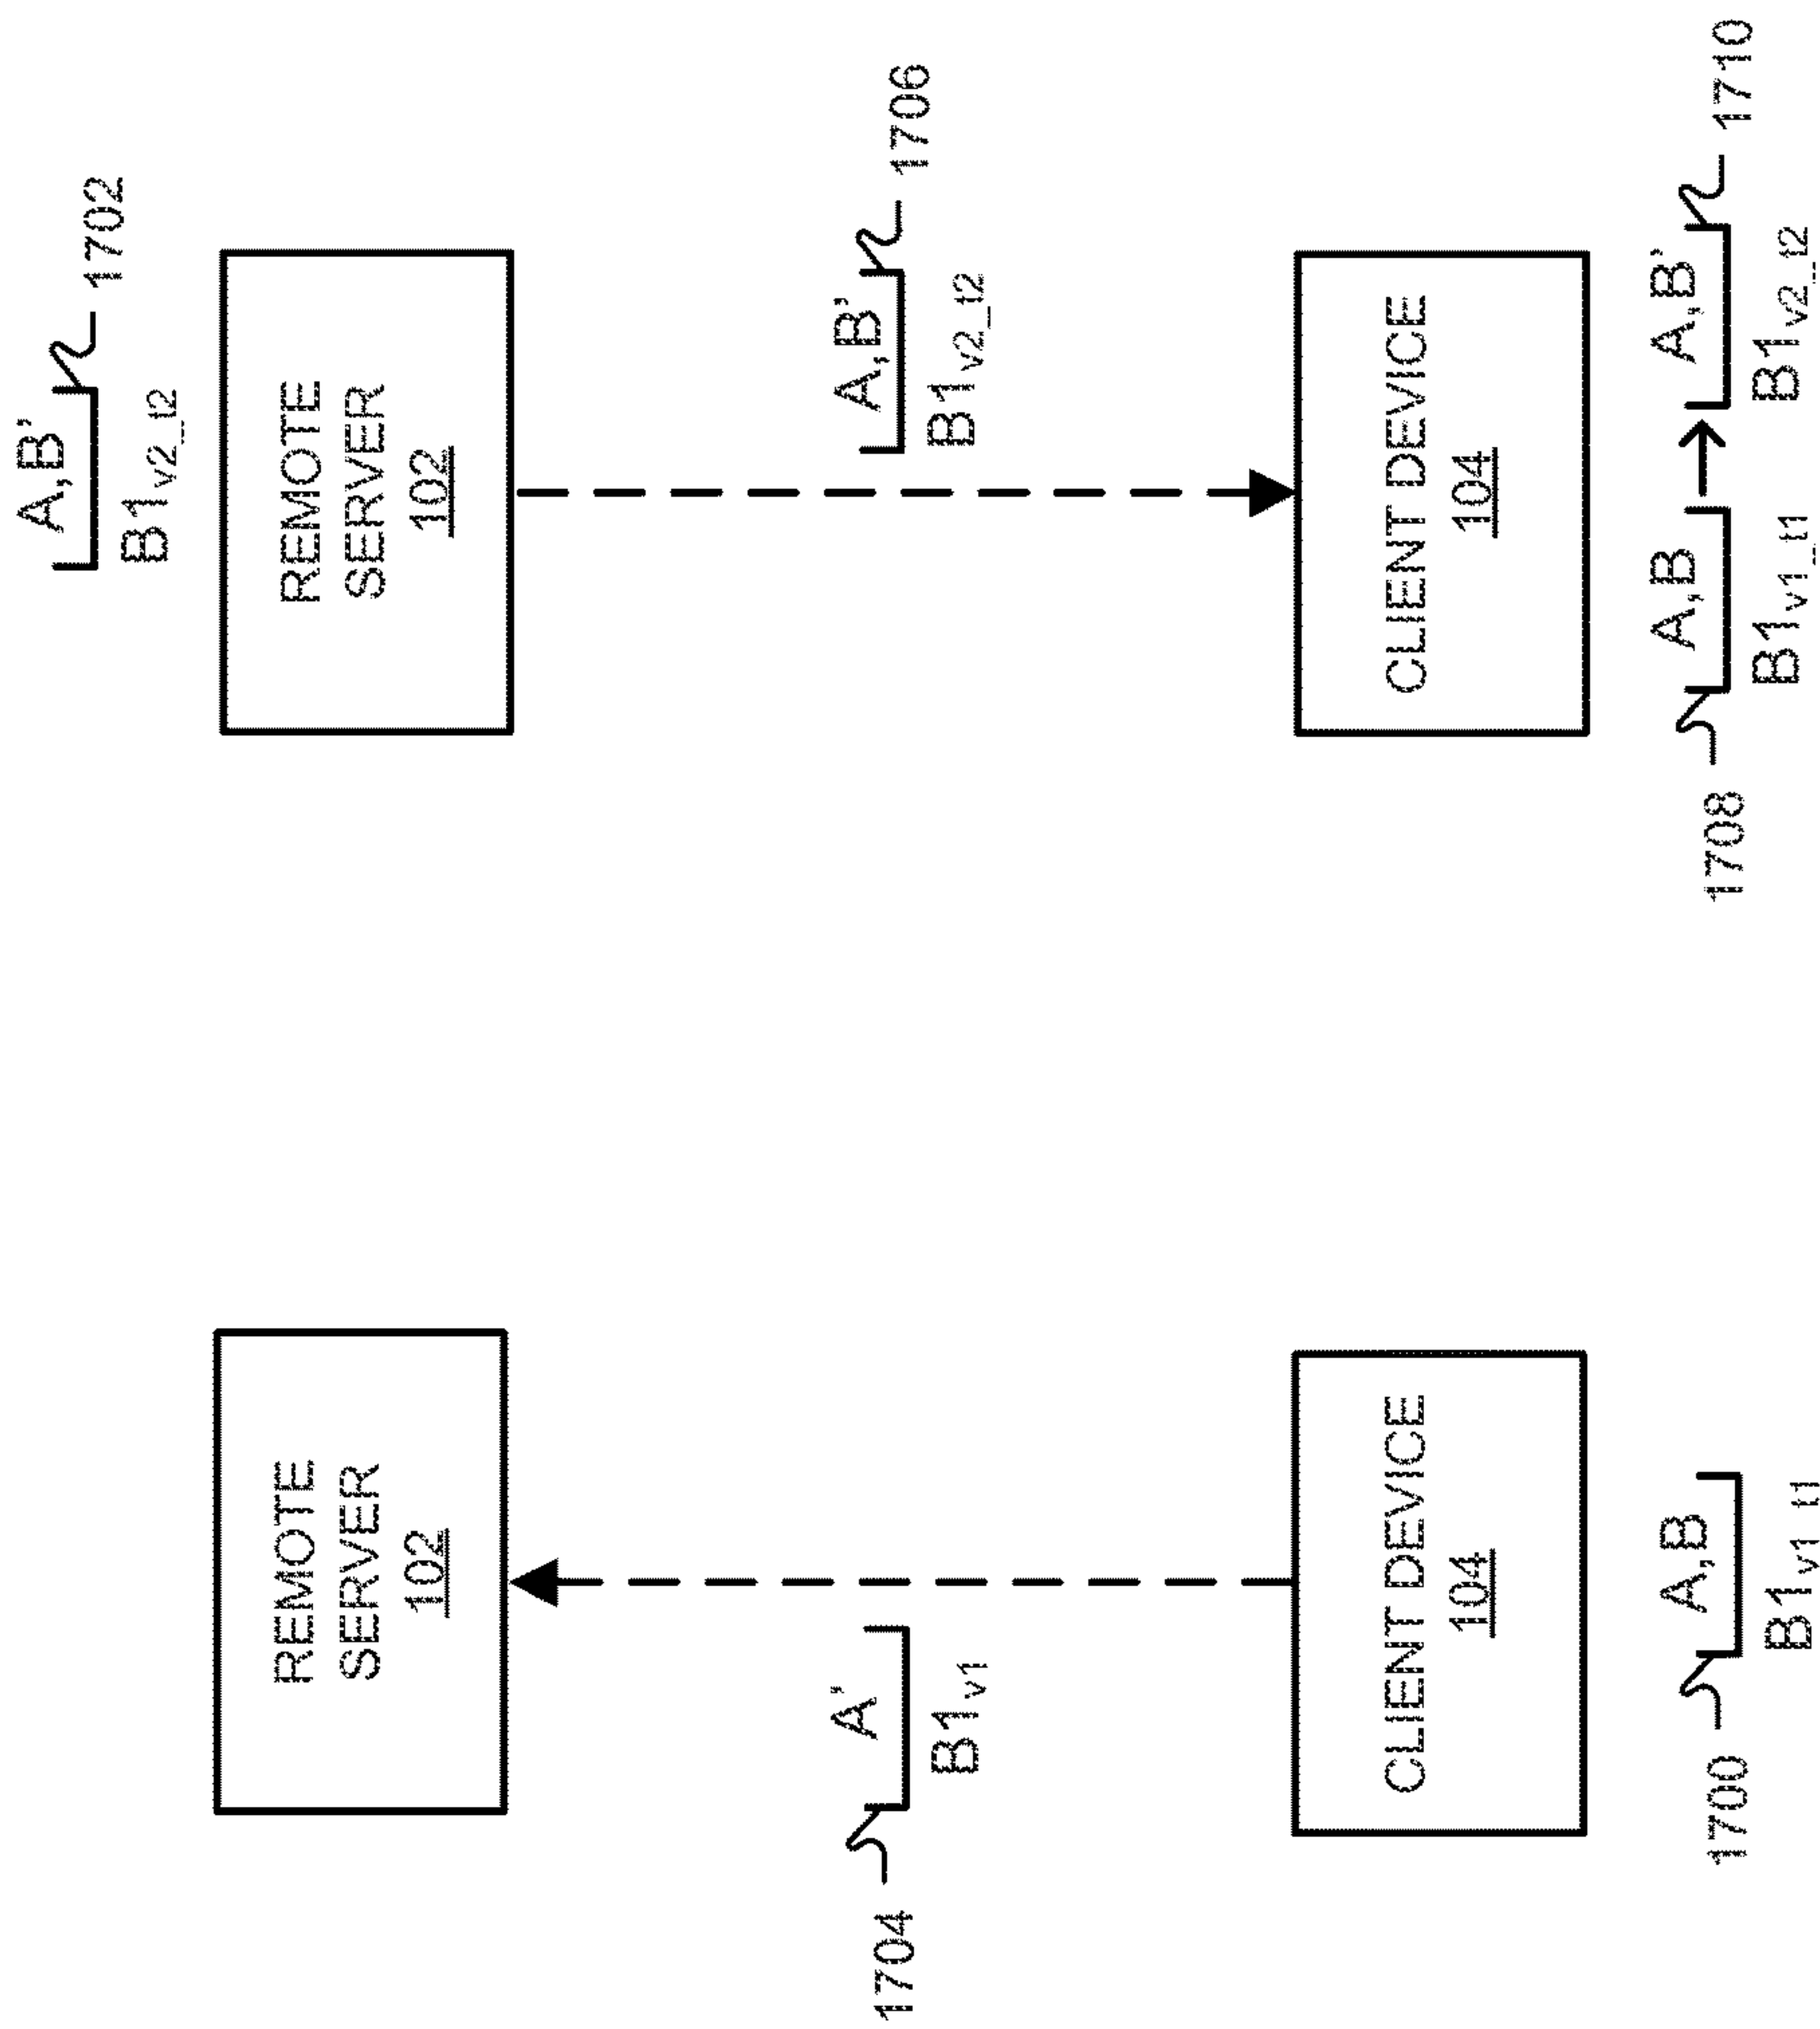 REMOTE
SERVER
102
A'
B1v1
1704
CLIENT DEVICE
104
A,B
B1v1_t1
1700
A,B'
1702
B1v2_t2
REMOTE
SERVER
102
A,B'
1706
B1v2_t2
CLIENT DEVICE
104
A,B
A,B'
1710
B1v1_t1
B1v2_t2
1708